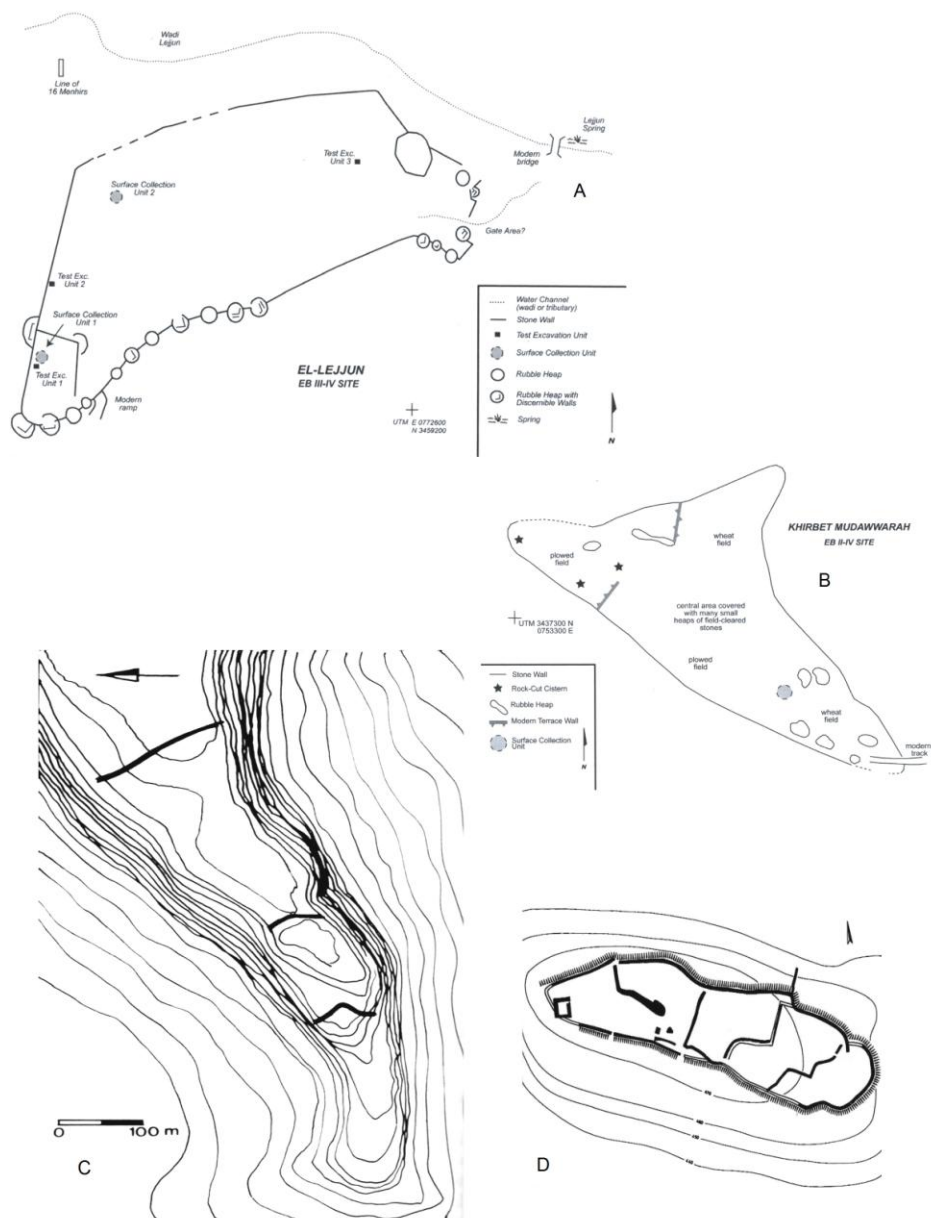 Wadi
Lejjun
Line of
16 Menhirs
Lejjun
Spring
Modern
bridge
A
Test Exc.
Unit 3
Surface Collection
Unit 2
Gate Area?
Test Exc.
Unit 2
Surface Collection
Unit 1
Test Exc.
Unit 1
Modern
ramp
EL-LEJJUN
EB III-IV SITE
UTM E 0772600
N 3459200
Water Channel
(wadi or tributary)
Stone Wall
Test Excavation Unit
Surface Collection Unit
Rubble Heap
Rubble Heap with
Discernible Walls
Spring
N
KHIRBET MUDAWWARAH
EB II-IV SITE
B
plowed
field
wheat
field
UTM 3437300 N
0753300 E
central area covered
with many small
heaps of field-cleared
stones
plowed
field
wheat
field
modern
track
Stone Wall
Rock-Cut Cistern
Rubble Heap
Modern Terrace Wall
Surface Collection
Unit
N
0 100 m
C
D